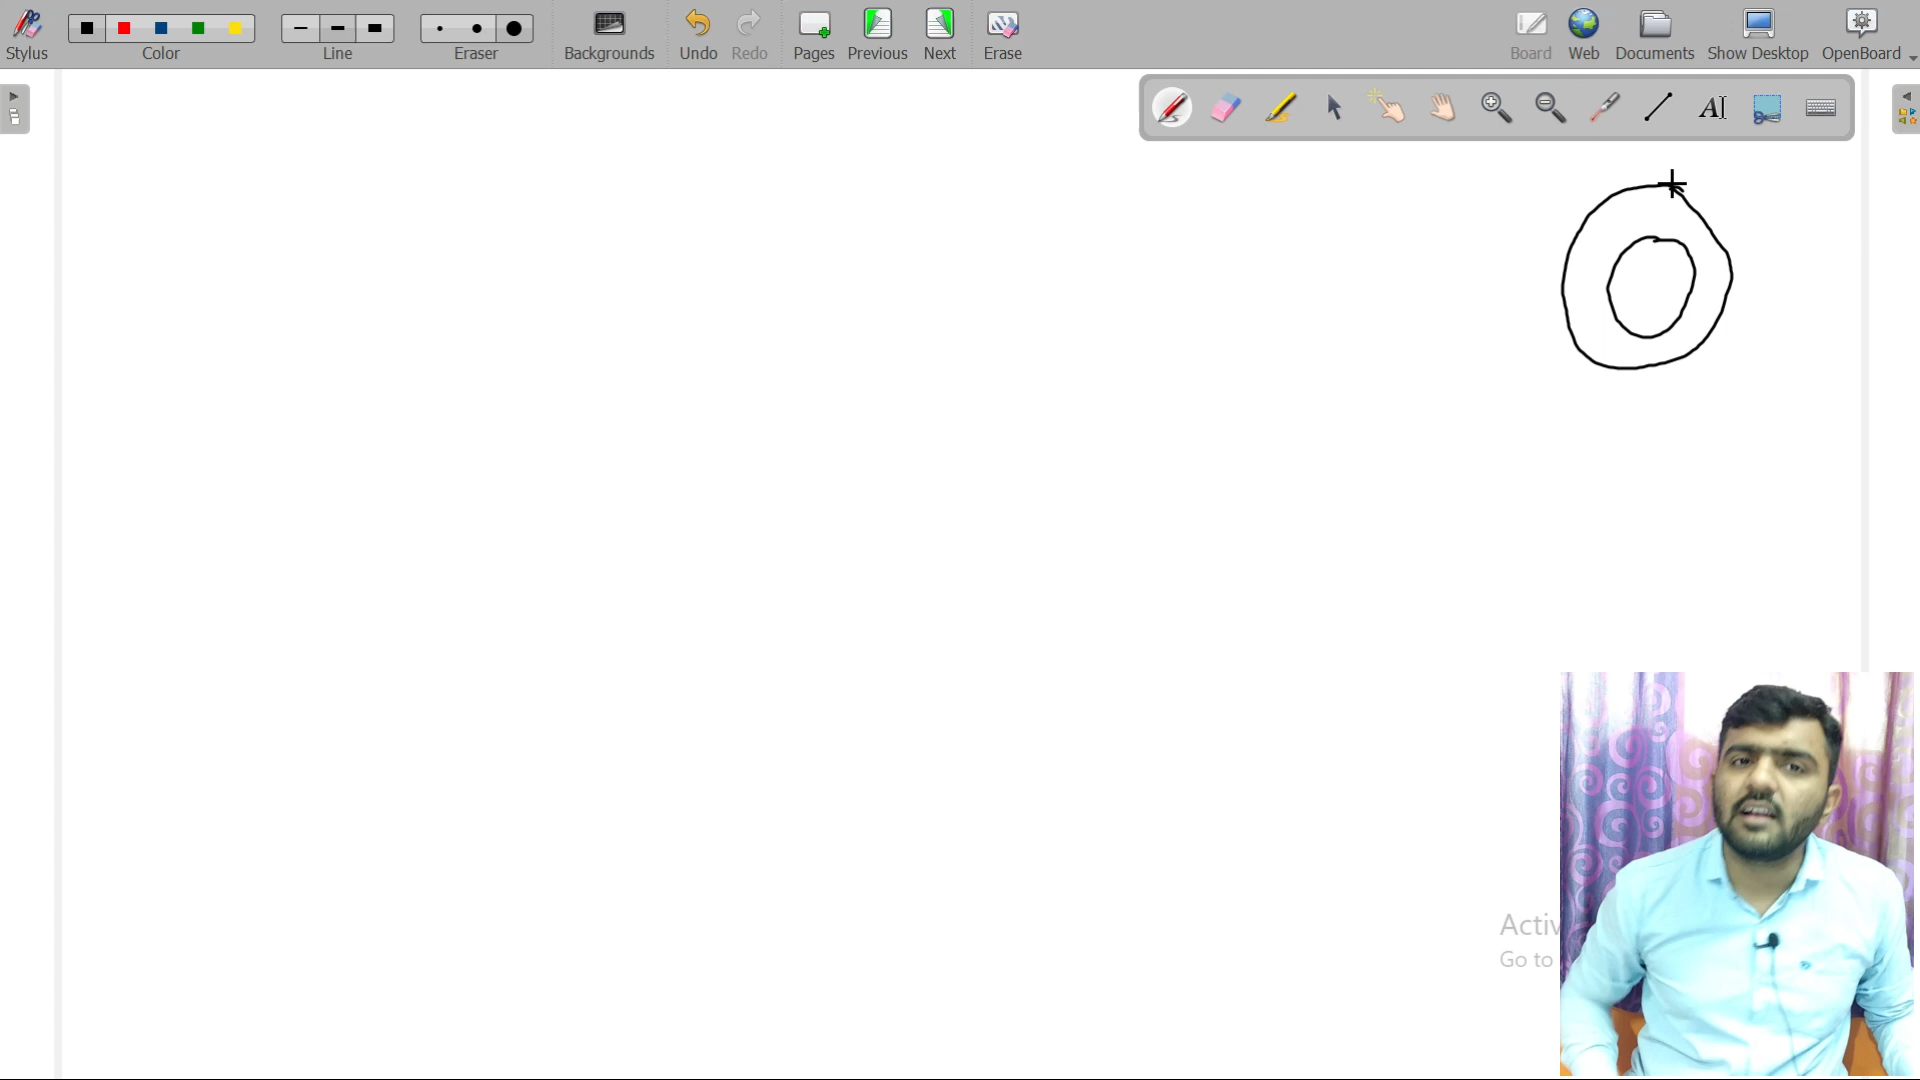 Stylus
Color
Line
Eraser
Backgrounds
Undo
Redo
Pages
Previous
Next
Erase
Board
Web
Documents
Show Desktop
OpenBoard
AI
Activ
Go to